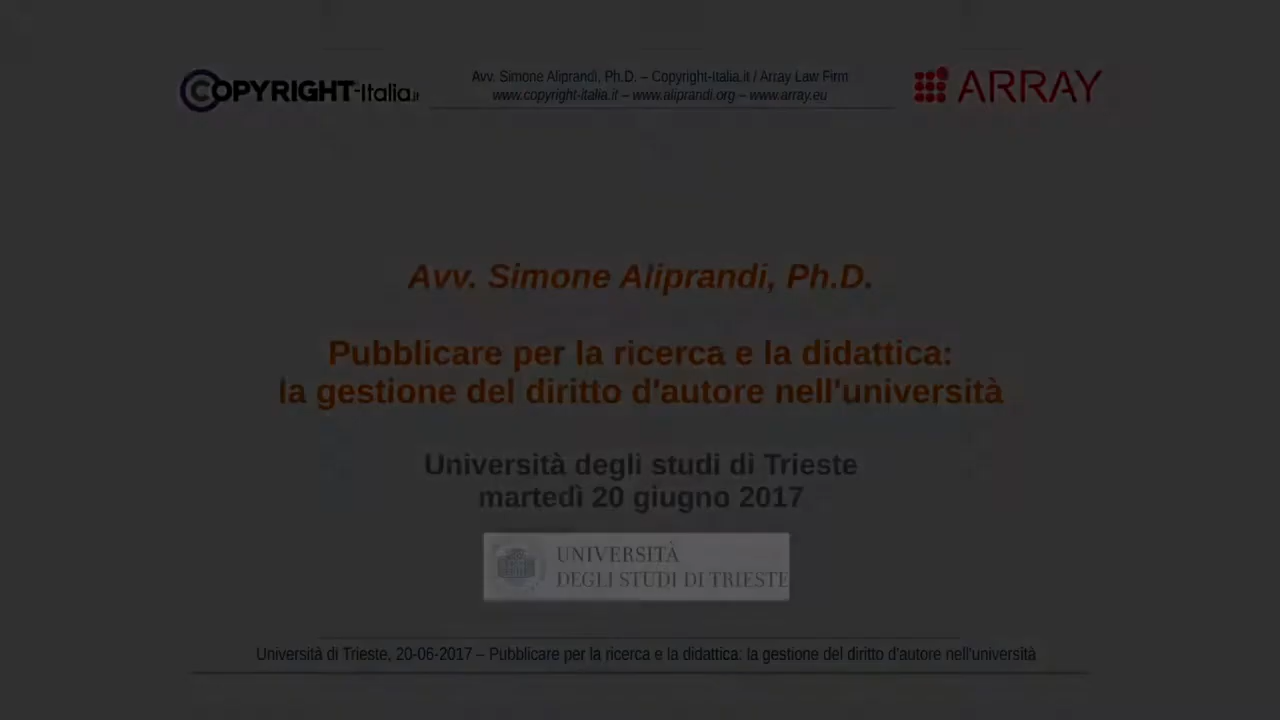 COPYRIGHT-Italia.it
Avv. Simone Aliprandi, Ph.D. – Copyright-Italia.it / Array Law Firm
www.copyright-italia.it – www.aliprandi.org – www.array.eu
ARRAY
Avv. Simone Aliprandi, Ph.D.
Pubblicare per la ricerca e la didattica:
la gestione del diritto d'autore nell'università
Università degli studi di Trieste
martedì 20 giugno 2017
UNIVERSITÀ
DEGLI STUDI DI TRIESTE
Università di Trieste, 20-06-2017 – Pubblicare per la ricerca e la didattica: la gestione del diritto d'autore nell'università